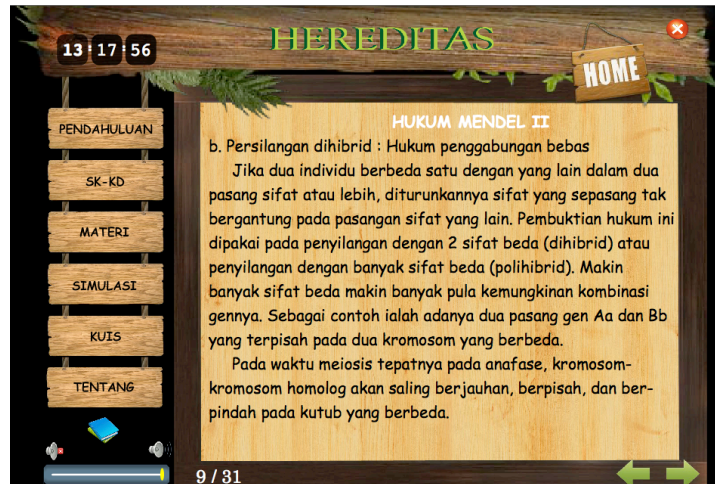 HEREDITAS
13 17 56
HOME
PENDAHULUAN
SK-KD
MATERI
SIMULASI
KUIS
TENTANG
HUKUM MENDEL II
b. Persilangan dihibrid : Hukum penggabungan bebas
Jika dua individu berbeda satu dengan yang lain dalam dua
pasang sifat atau lebih, diturunkannya sifat yang sepasang tak
bergantung pada pasangan sifat yang lain. Pembuktian hukum ini
dipakai pada penyilangan dengan 2 sifat beda (dihibrid) atau
penyilangan dengan banyak sifat beda (polihibrid). Makin
banyak sifat beda makin banyak pula kemungkinan kombinasi
gennya. Sebagai contoh ialah adanya dua pasang gen Aa dan Bb
yang terpisah pada dua kromosom yang berbeda.
Pada waktu meiosis tepatnya pada anafase, kromosom-
kromosom homolog akan saling berjauhan, berpisah, dan ber-
pindah pada kutub yang berbeda.
9 / 31